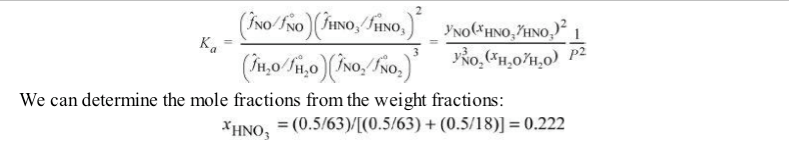 K_a = (f̂_NO/f°_NO)(f̂_HNO₃/f°_HNO₃)² / (f̂_H₂O/f°_H₂O)(f̂_NO₂/f°_NO₂)³ = y_NO(x_HNO₃γ_HNO₃)² / y³_NO₂(x_H₂Oγ_H₂O) 1/P²
We can determine the mole fractions from the weight fractions:
x_HNO₃ = (0.5/63)/[(0.5/63) + (0.5/18)] = 0.222